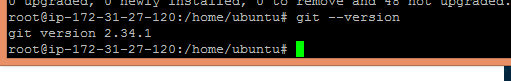 0 upgraded, 0 newly installed, 0 to remove and 48 not upgraded.
root@ip-172-31-27-120:/home/ubuntu# git --version
git version 2.34.1
root@ip-172-31-27-120:/home/ubuntu#